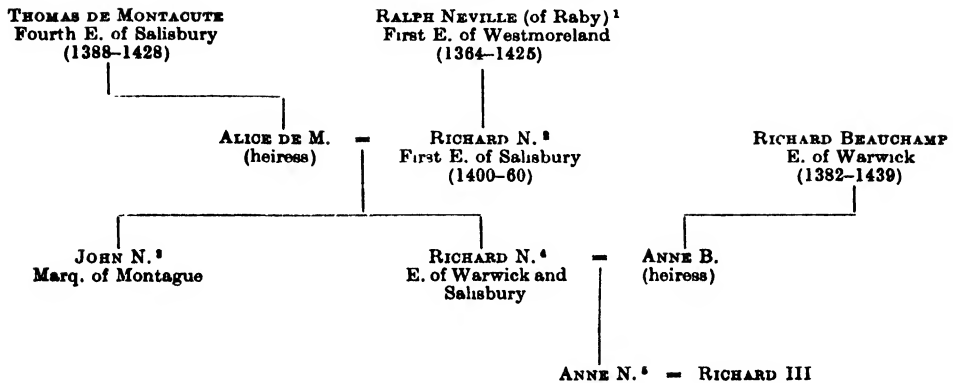 THOMAS DE MONTACUTE
Fourth E. of Salisbury
(1388–1428)
RALPH NEVILLE (of Raby) ¹
First E. of Westmoreland
(1364–1425)
ALICE DE M.
(heiress)
=
RICHARD N. ²
First E. of Salisbury
(1400–60)
RICHARD BEAUCHAMP
E. of Warwick
(1382–1439)
JOHN N. ³
Marq. of Montague
RICHARD N. ⁴
E. of Warwick and
Salisbury
=
ANNE B.
(heiress)
ANNE N. ⁵ = RICHARD III